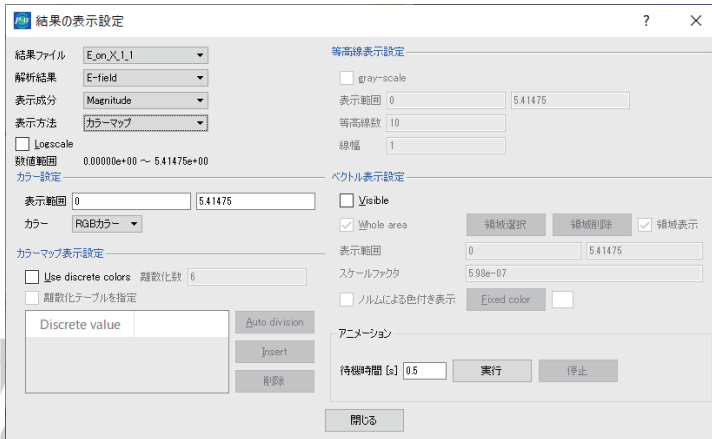 結果の表示設定
結果ファイル E_on_X_1_1
解析結果 E-field
表示成分 Magnitude
表示方法 カラーマップ
Logscale
数値範囲 0.00000e+00 ～ 5.41475e+00
カラー設定
表示範囲 0 5.41475
カラー RGBカラー
カラーマップ表示設定
Use discrete colors 離散化数 6
離散化テーブルを指定
Discrete value
Auto division
Insert
削除
等高線表示設定
gray-scale
表示範囲 0 5.41475
等高線数 10
線幅 1
ベクトル表示設定
Visible
Whole area 領域選択 領域削除 領域表示
表示範囲 0 5.41475
スケールファクタ 5.98e-07
ノルムによる色付き表示 Fixed color
アニメーション
待機時間 [s] 0.5 実行 停止
閉じる